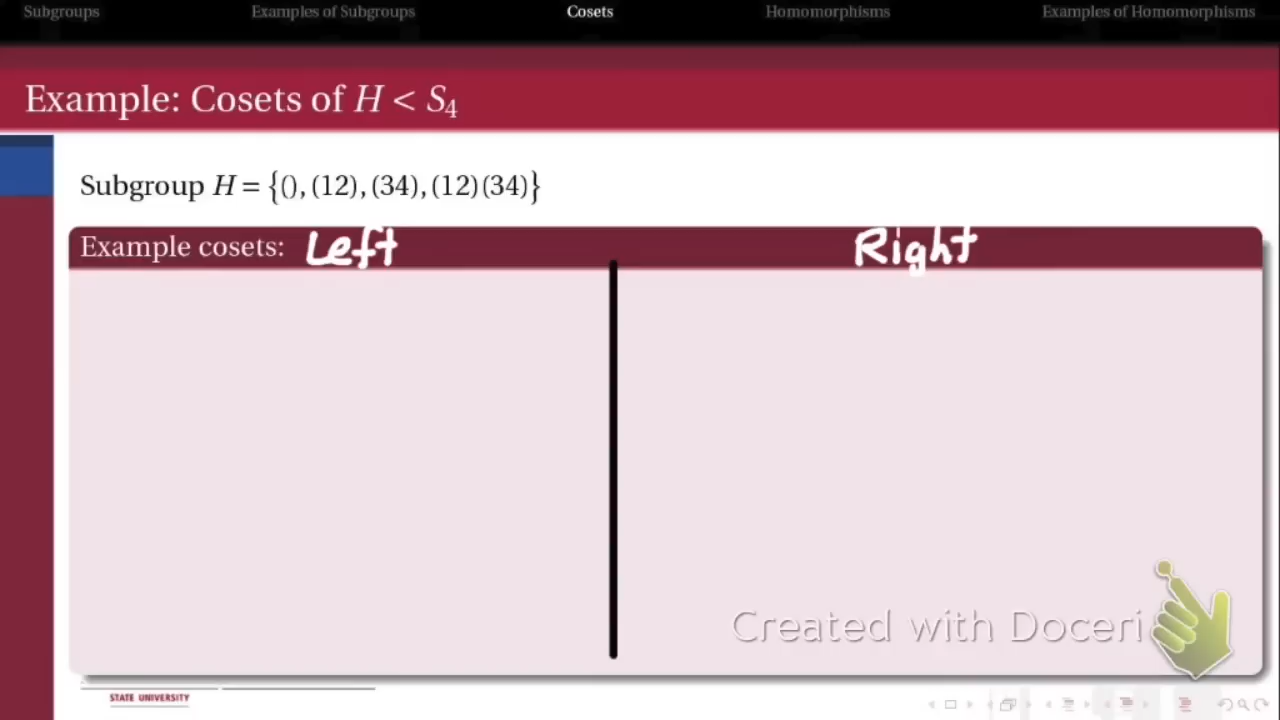 Subgroups Examples of Subgroups Cosets Homomorphisms Examples of Homomorphisms
Example: Cosets of H < S₄
Subgroup H = {(), (12), (34), (12)(34)}
Example cosets: Left Right
Created with Doceri
STATE UNIVERSITY